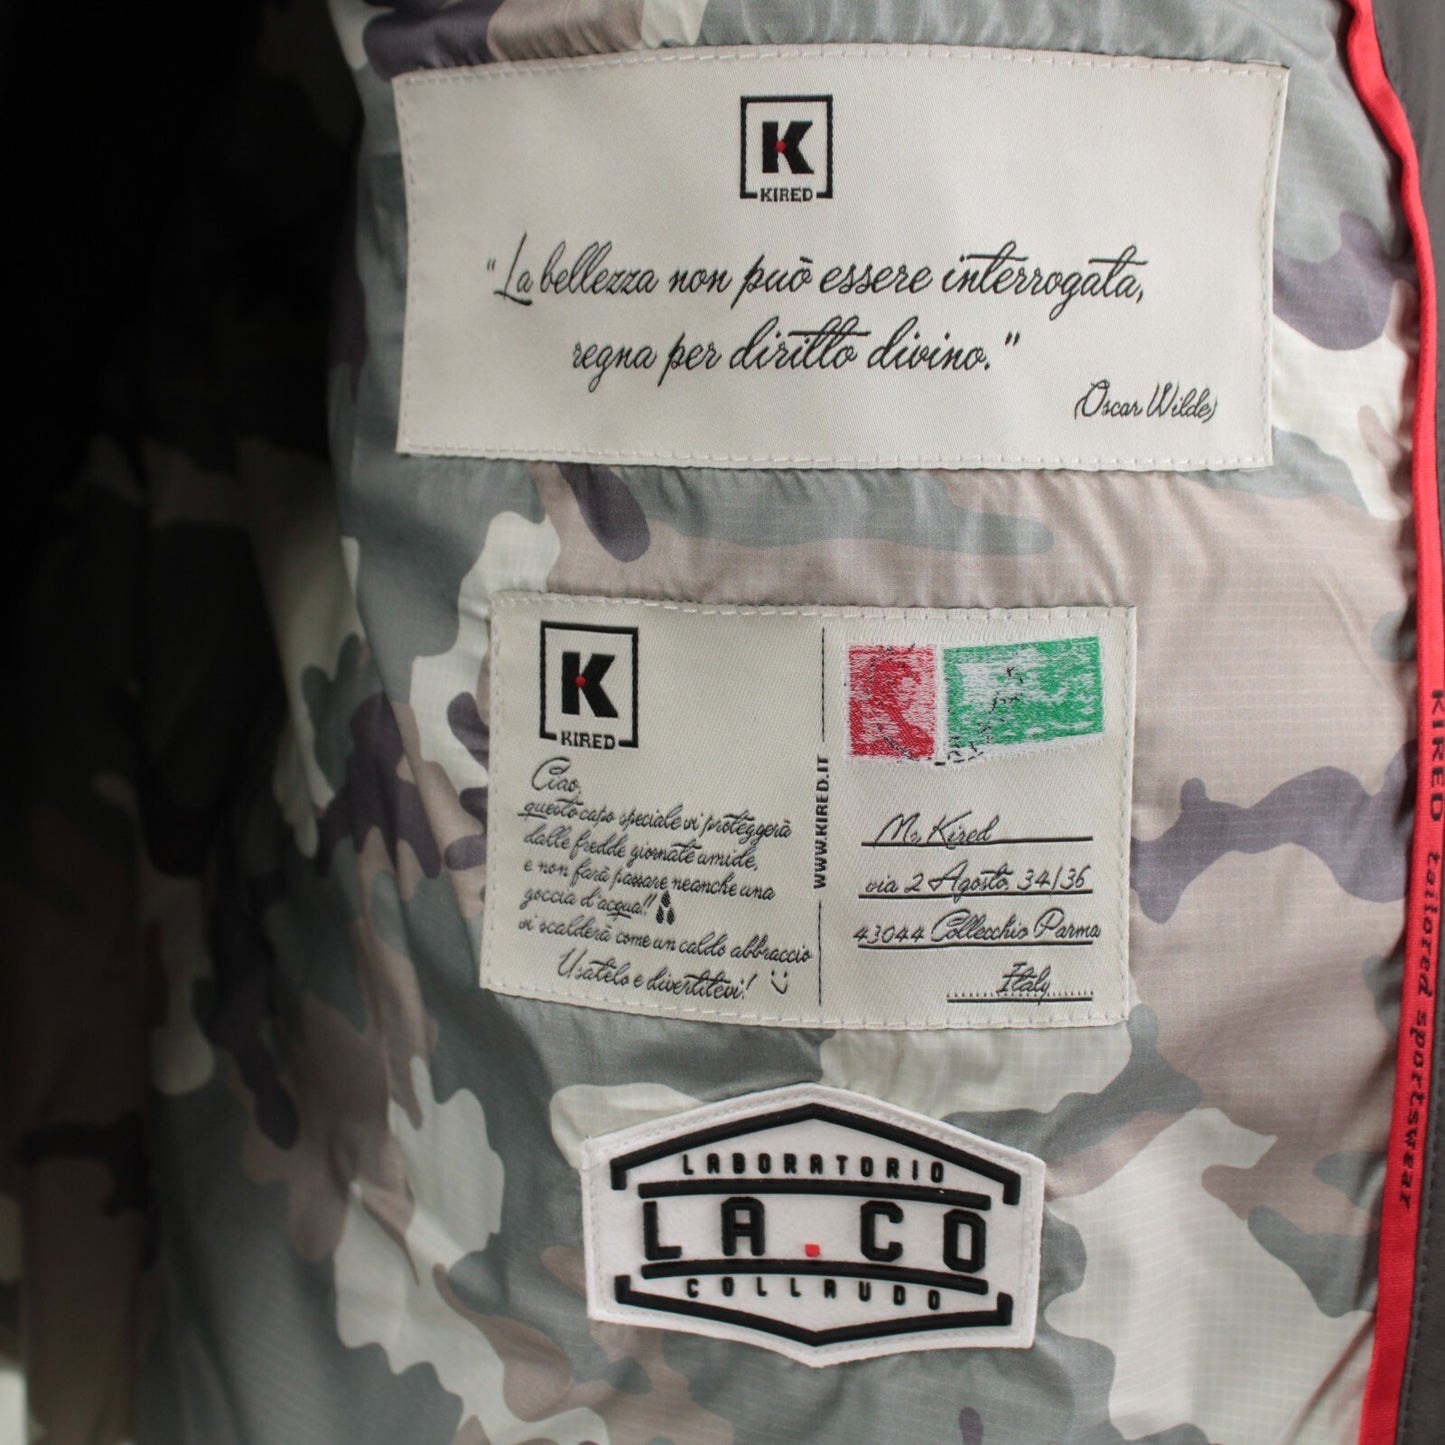 K
KIRED
"La bellezza non può essere interrogata,
regna per diritto divino."
(Oscar Wilde)
K
KIRED
Ciao,
questo capo speciale vi proteggerà
dalle fredde giornate umide,
e non farà passare neanche una
goccia d'acqua!!
vi scalderà come un caldo abbraccio
Usatelo e divertitevi!
WWW.KIRED.IT
Mr. Kired
via 2 Agosto, 34/36
43044 Collecchio Parma
Italy
LABORATORIO
LA.CO
COLLAUDO
KIRED tailored sportswear